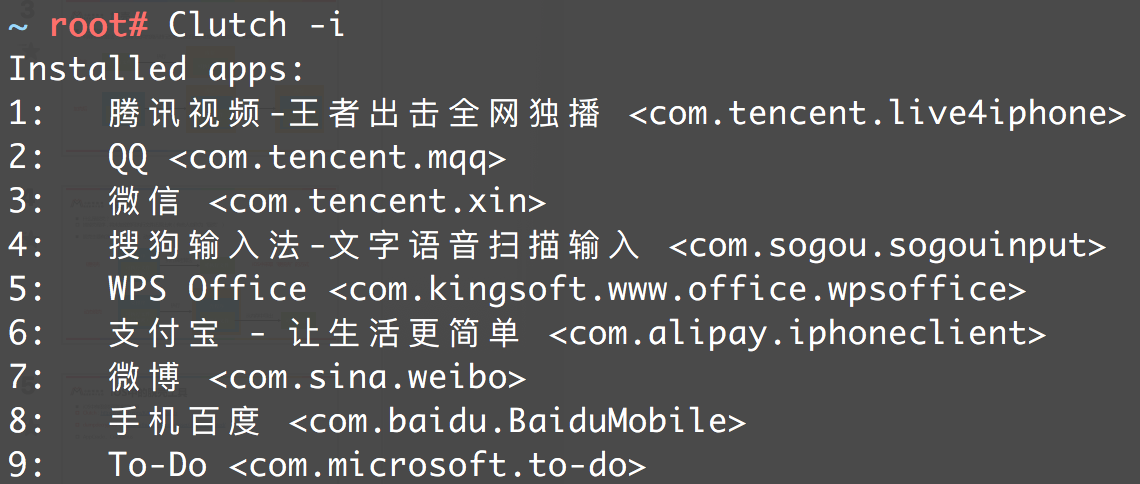 ~ root# Clutch -i
Installed apps:
1: 腾讯视频-王者出击全网独播 <com.tencent.live4iphone>
2: QQ <com.tencent.mqq>
3: 微信 <com.tencent.xin>
4: 搜狗输入法-文字语音扫描输入 <com.sogou.sogouinput>
5: WPS Office <com.kingsoft.www.office.wpsoffice>
6: 支付宝 - 让生活更简单 <com.alipay.iphoneclient>
7: 微博 <com.sina.weibo>
8: 手机百度 <com.baidu.BaiduMobile>
9: To-Do <com.microsoft.to-do>